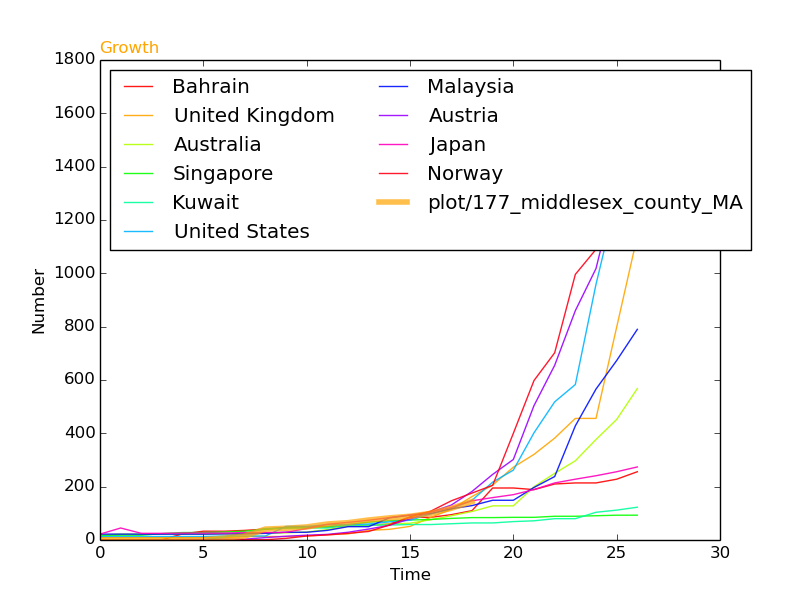 Growth
1800
1600
1400
1200
1000
800
600
400
200
0
Number
Bahrain
United Kingdom
Australia
Singapore
Kuwait
United States
Malaysia
Austria
Japan
Norway
plot/177_middlesex_county_MA
0 5 10 15 20 25 30
Time